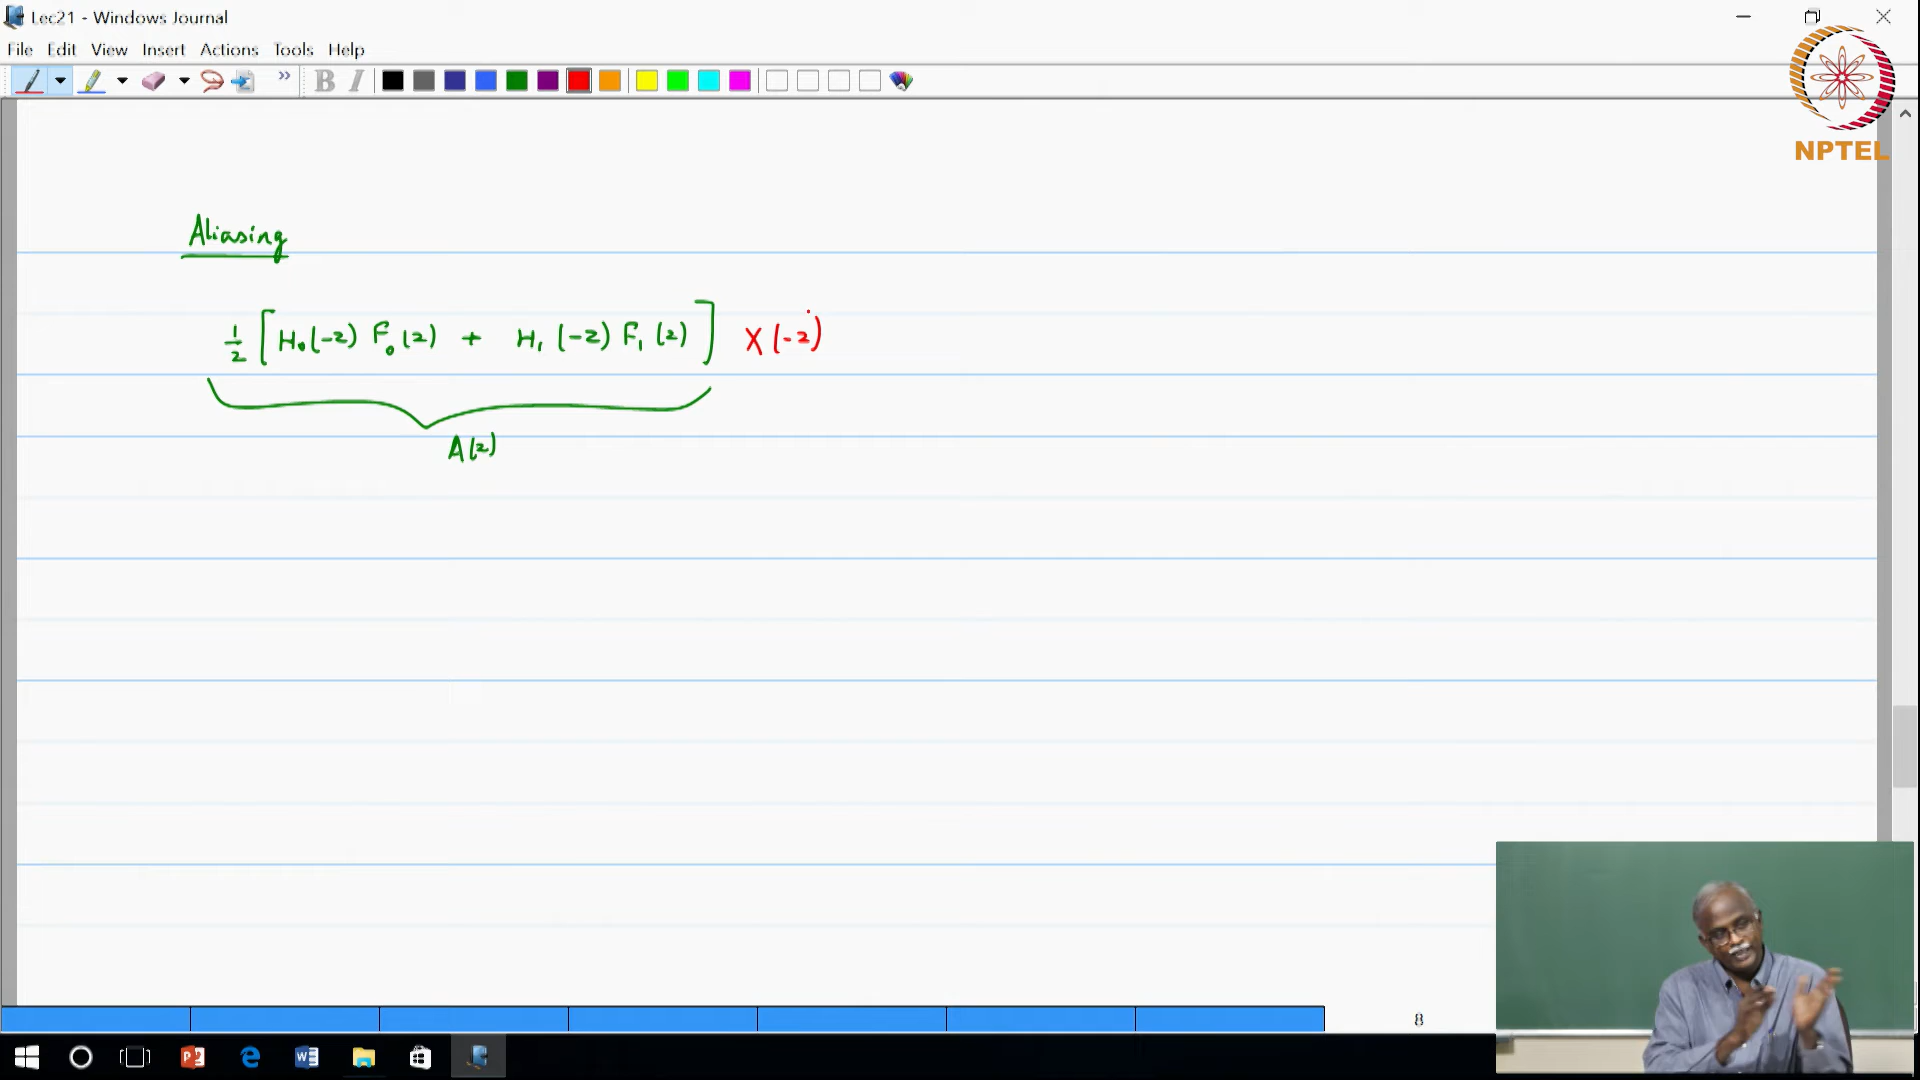 Lec21 - Windows Journal
File Edit View Insert Actions Tools Help
» B I
NPTEL
Aliasing
1/2 [H₀(-z) F₀(z) + H₁(-z) F₁(z)] X(-z)
A(z)
8